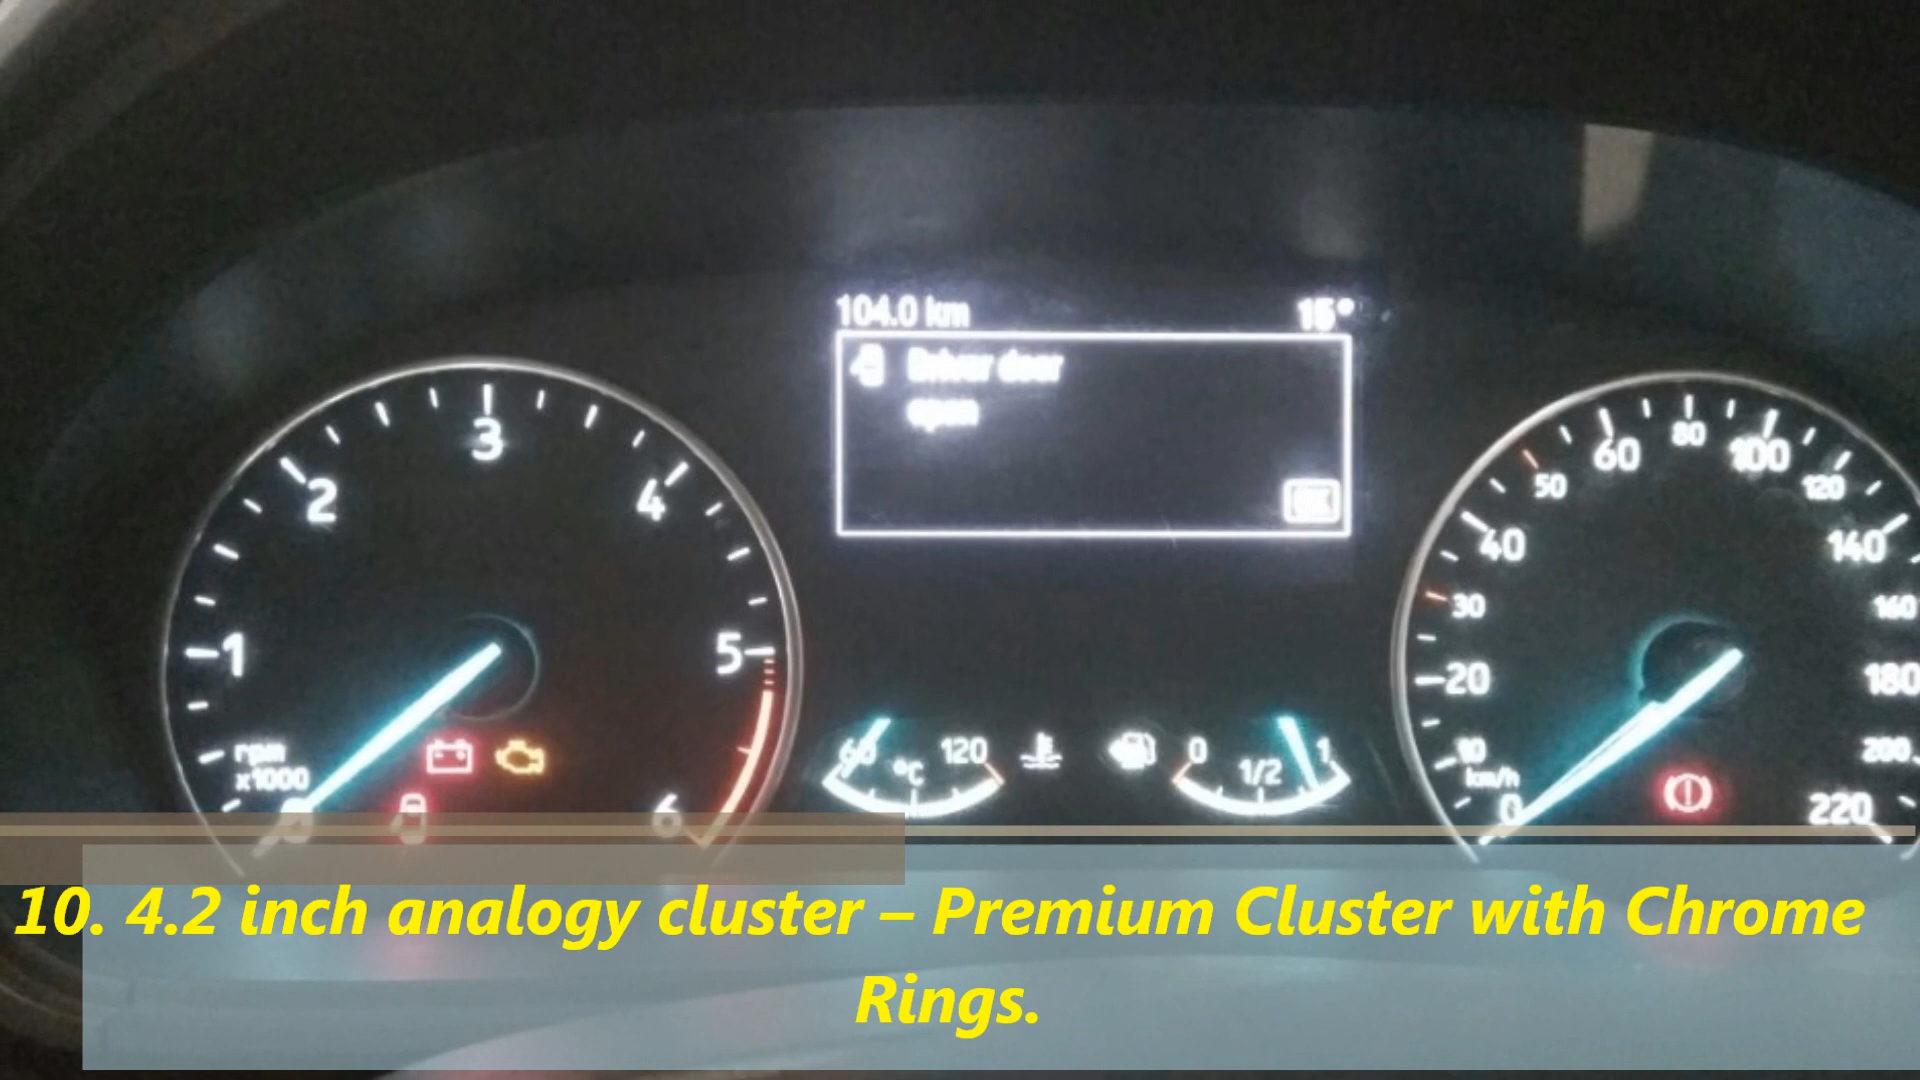 104.0 km 15°
Driver door
open
OK
3
2
4
1
5
rpm
x1000
0
6
60
°C
120
0
1/2
1
60
80
100
50
120
40
140
30
160
20
180
10
200
km/h
0
220
10. 4.2 inch analogy cluster – Premium Cluster with Chrome
Rings.